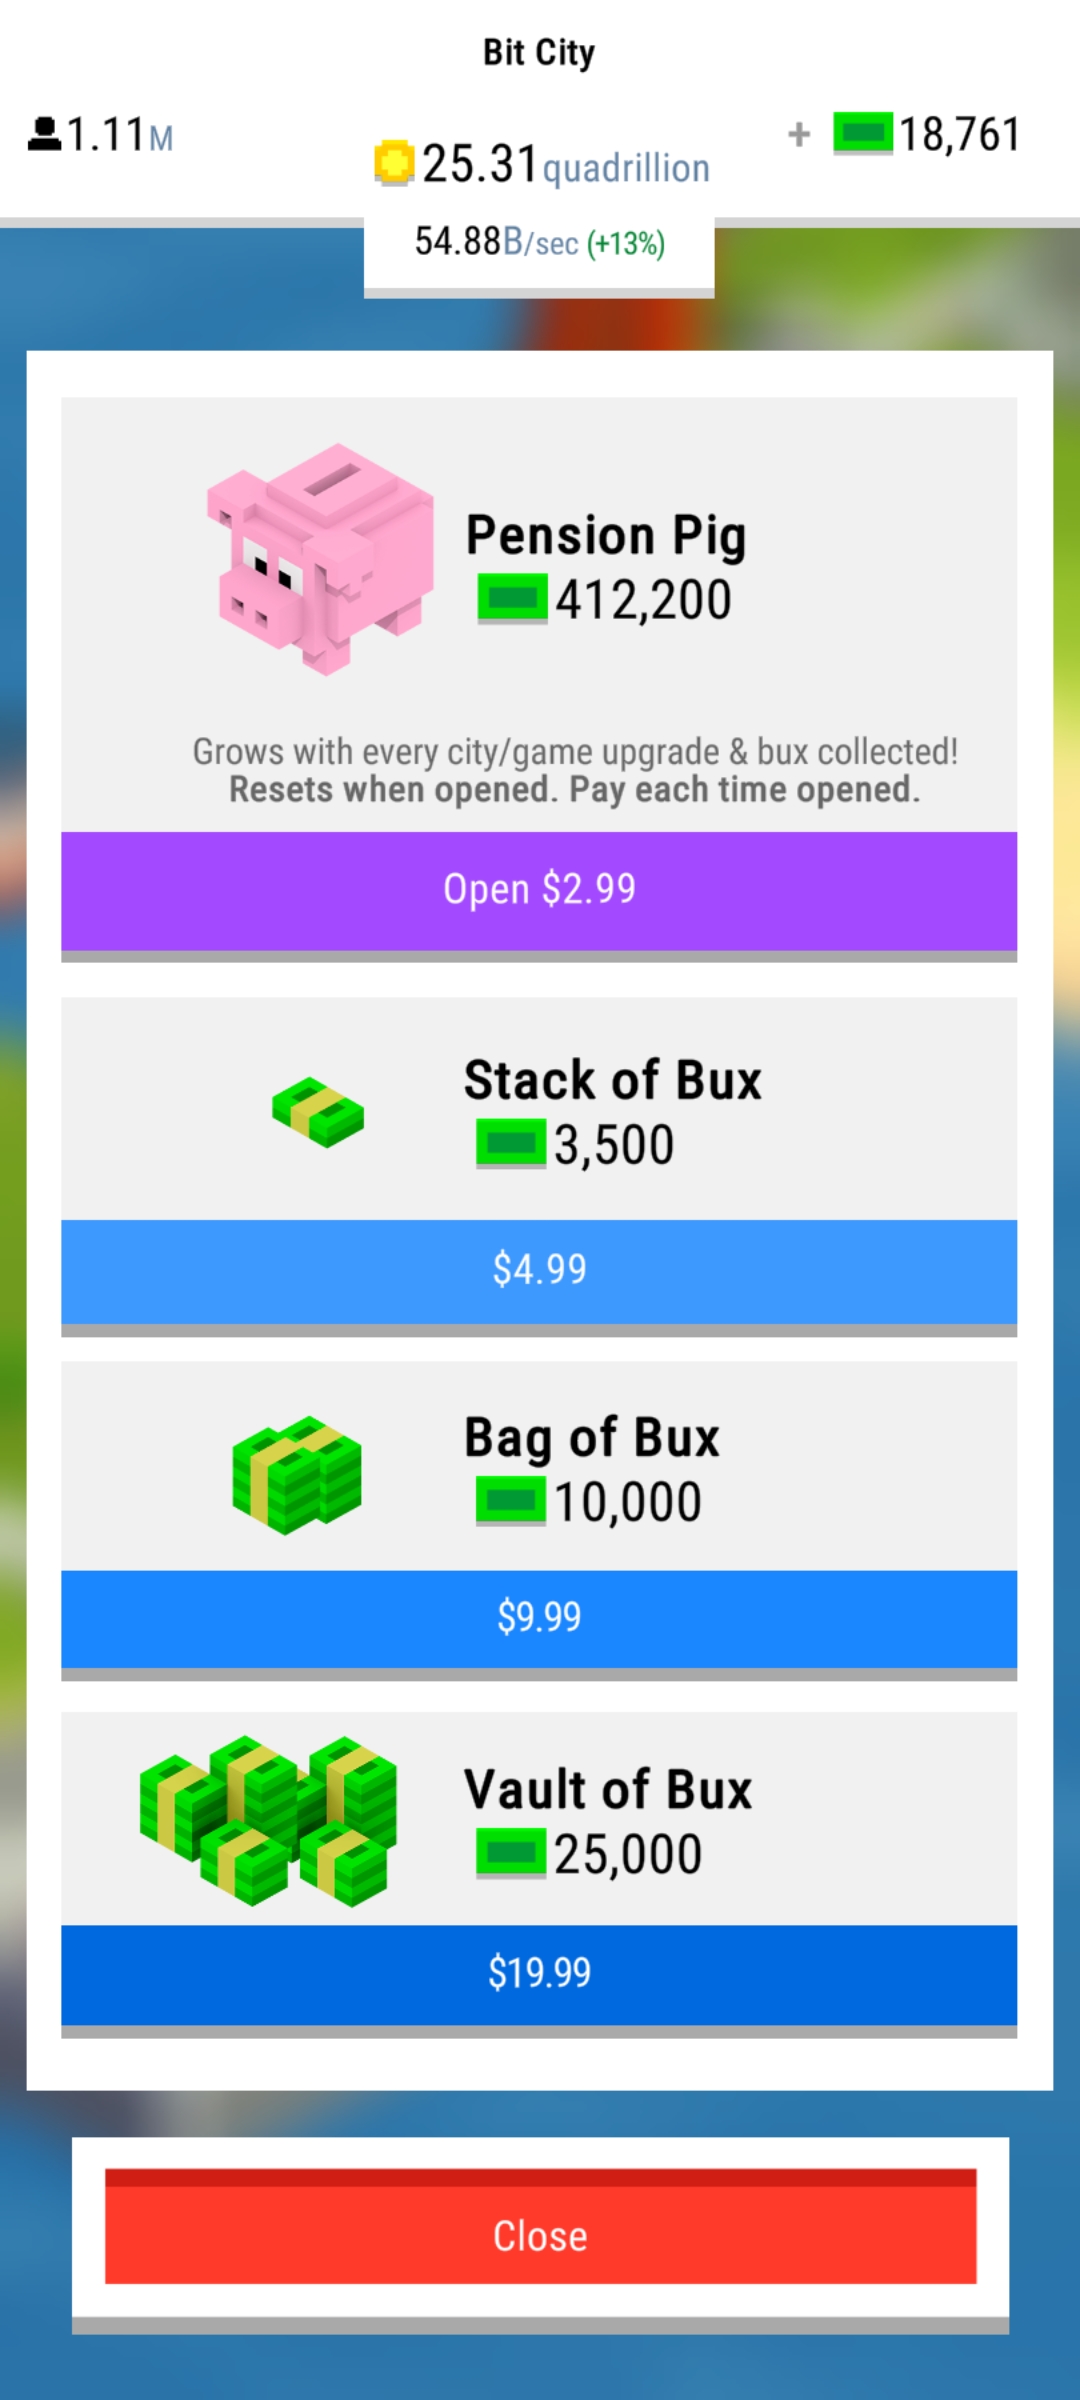 Bit City
1.11M
25.31quadrillion
+ 18,761
54.88B/sec (+13%)
Pension Pig
412,200
Grows with every city/game upgrade & bux collected!
Resets when opened. Pay each time opened.
Open $2.99
Stack of Bux
3,500
$4.99
Bag of Bux
10,000
$9.99
Vault of Bux
25,000
$19.99
Close